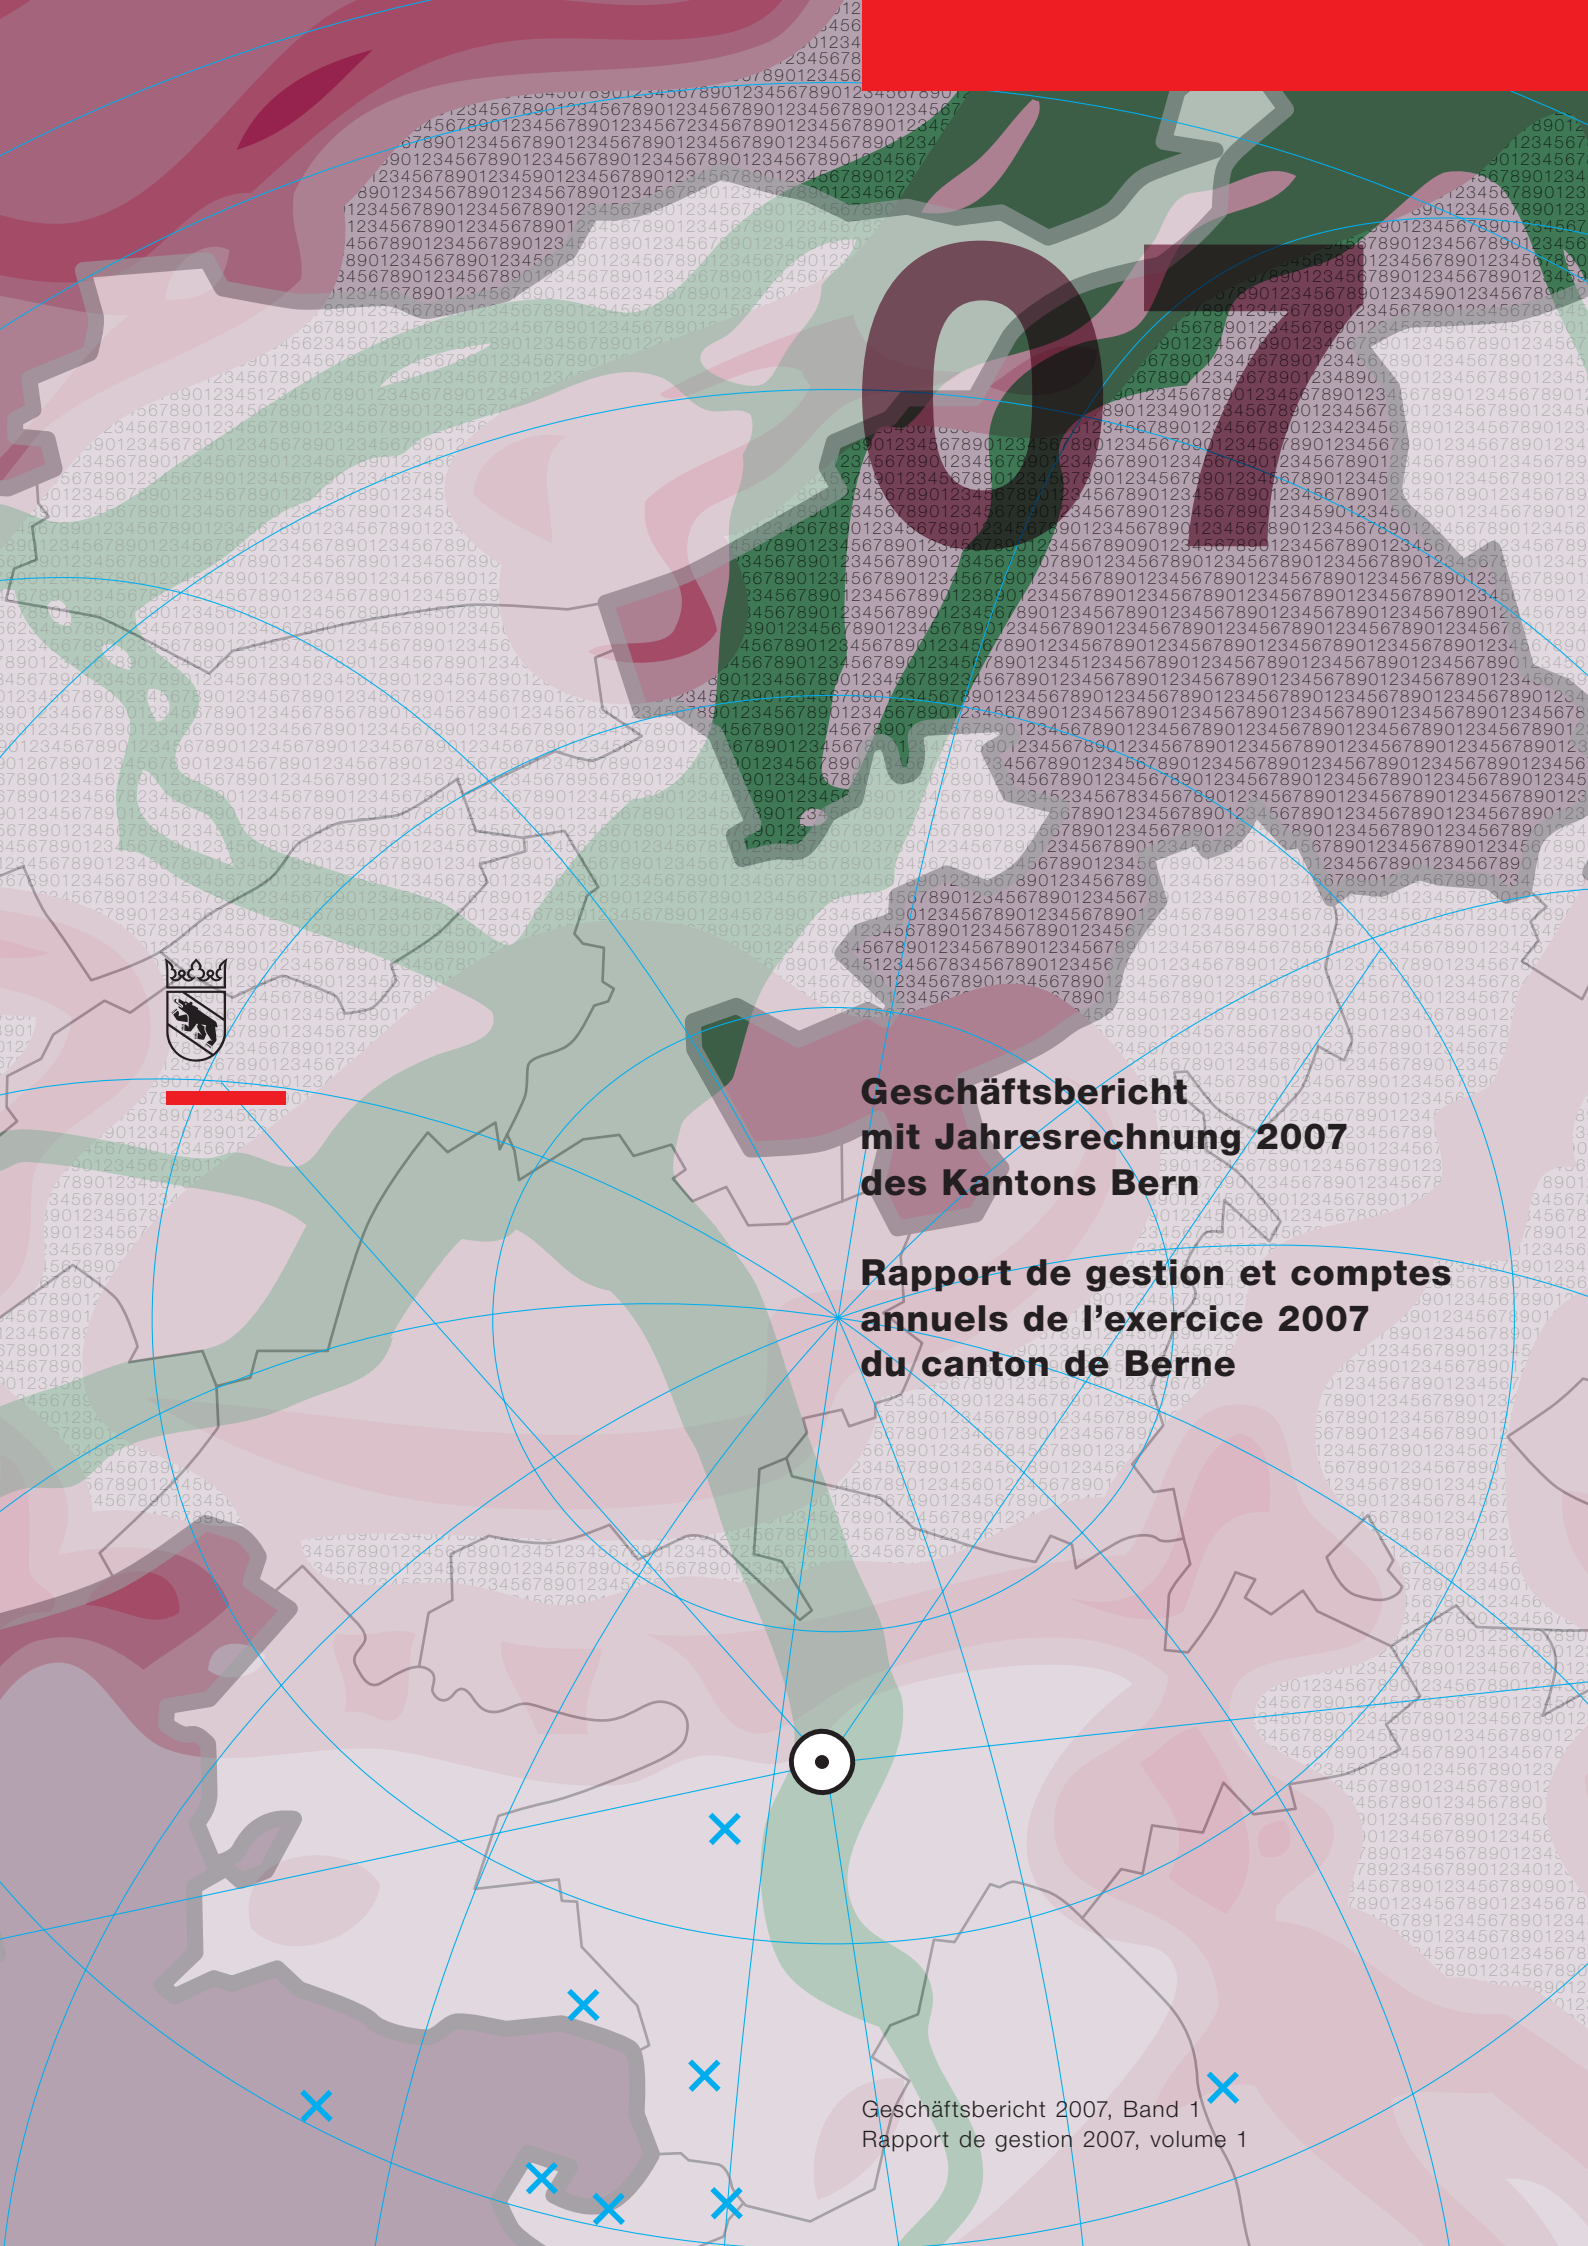 07
Geschäftsbericht
mit Jahresrechnung 2007
des Kantons Bern
Rapport de gestion et comptes
annuels de l'exercice 2007
du canton de Berne
Geschäftsbericht 2007, Band 1
Rapport de gestion 2007, volume 1